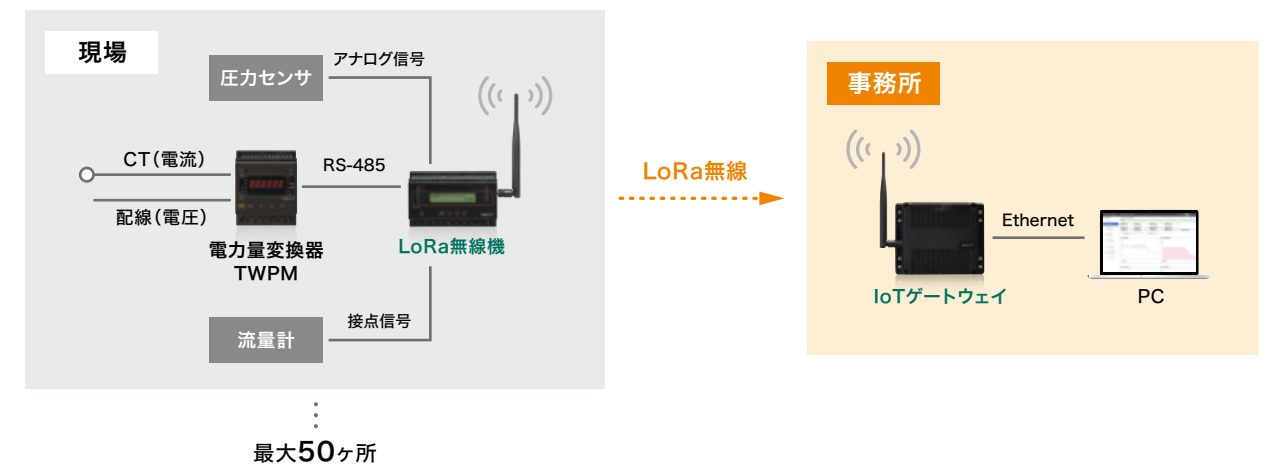 現場
圧力センサ
アナログ信号
CT(電流)
RS-485
配線(電圧)
電力量変換器
TWPM
LoRa無線機
流量計
接点信号
最大50ヶ所
LoRa無線
事務所
Ethernet
IoTゲートウェイ
PC